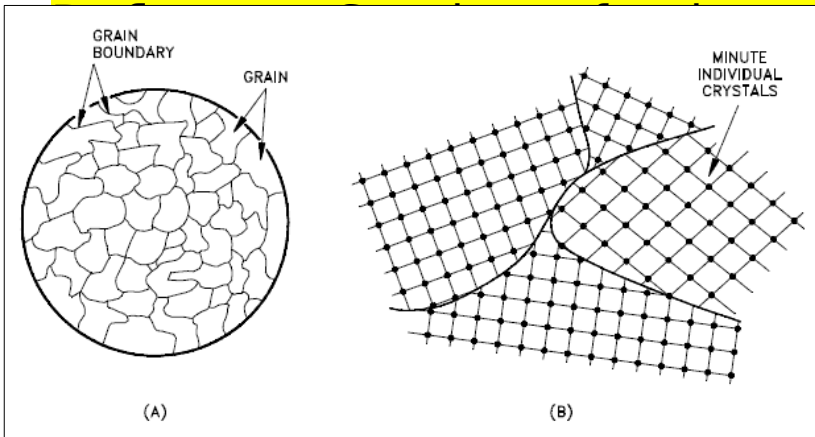 GRAIN
BOUNDARY
GRAIN
MINUTE
INDIVIDUAL
CRYSTALS
(A)
(B)